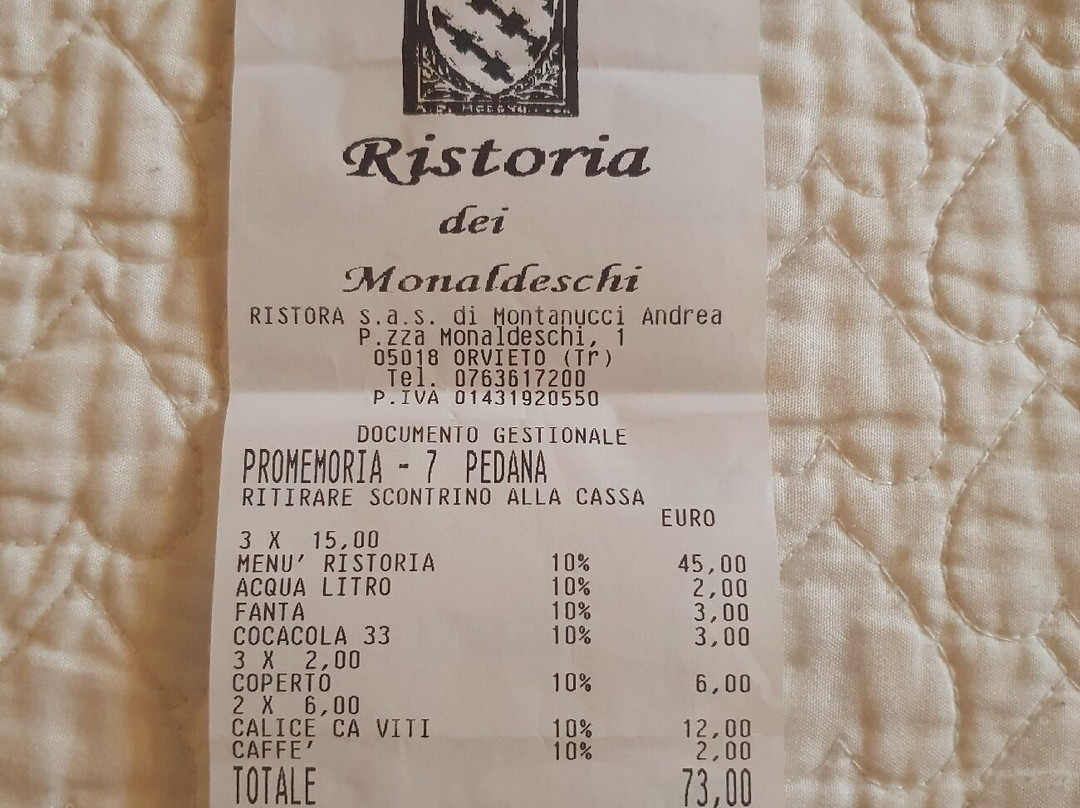 Ristoria
dei
Monaldeschi
RISTORA s.a.s. di Montanucci Andrea
P.zza Monaldeschi, 1
05018 ORVIETO (Tr)
Tel. 0763617200
P.IVA 01431920550
DOCUMENTO GESTIONALE
PROMEMORIA - 7 PEDANA
RITIRARE SCONTRINO ALLA CASSA
EURO
3 X 15,00
MENU' RISTORIA 10% 45,00
ACQUA LITRO 10% 2,00
FANTA 10% 3,00
COCACOLA 33 10% 3,00
3 X 2,00
COPERTO 10% 6,00
2 X 6,00
CALICE CA VITI 10% 12,00
CAFFE' 10% 2,00
TOTALE 73,00